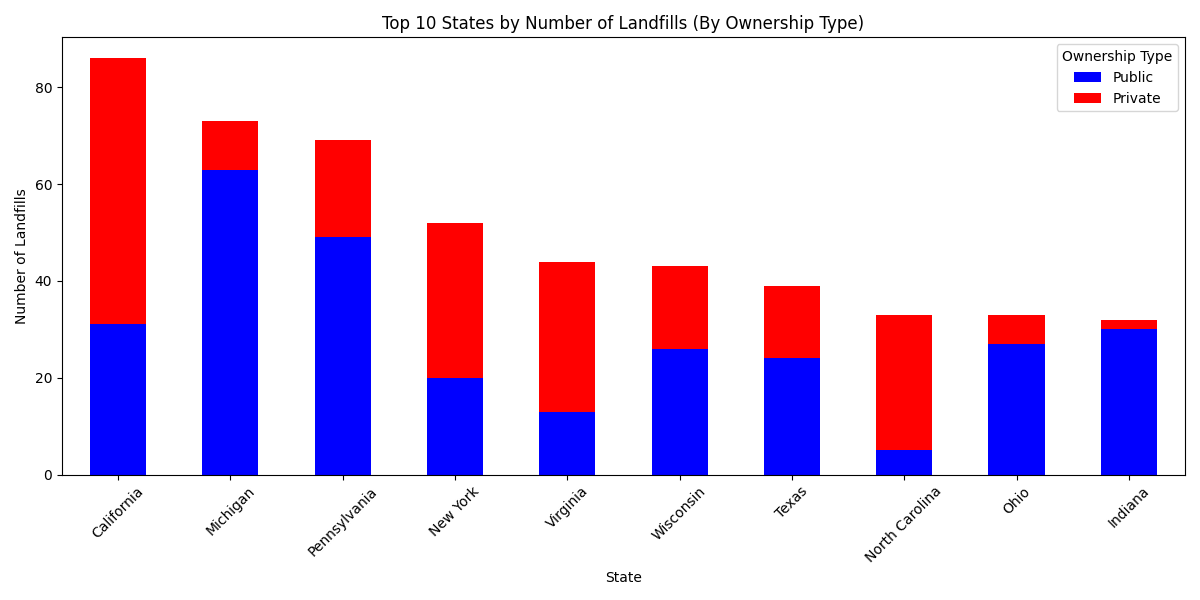 Top 10 States by Number of Landfills (By Ownership Type)
Ownership Type
Public
Private
Number of Landfills
80
60
40
20
0
California
Michigan
Pennsylvania
New York
Virginia
Wisconsin
Texas
North Carolina
Ohio
Indiana
State